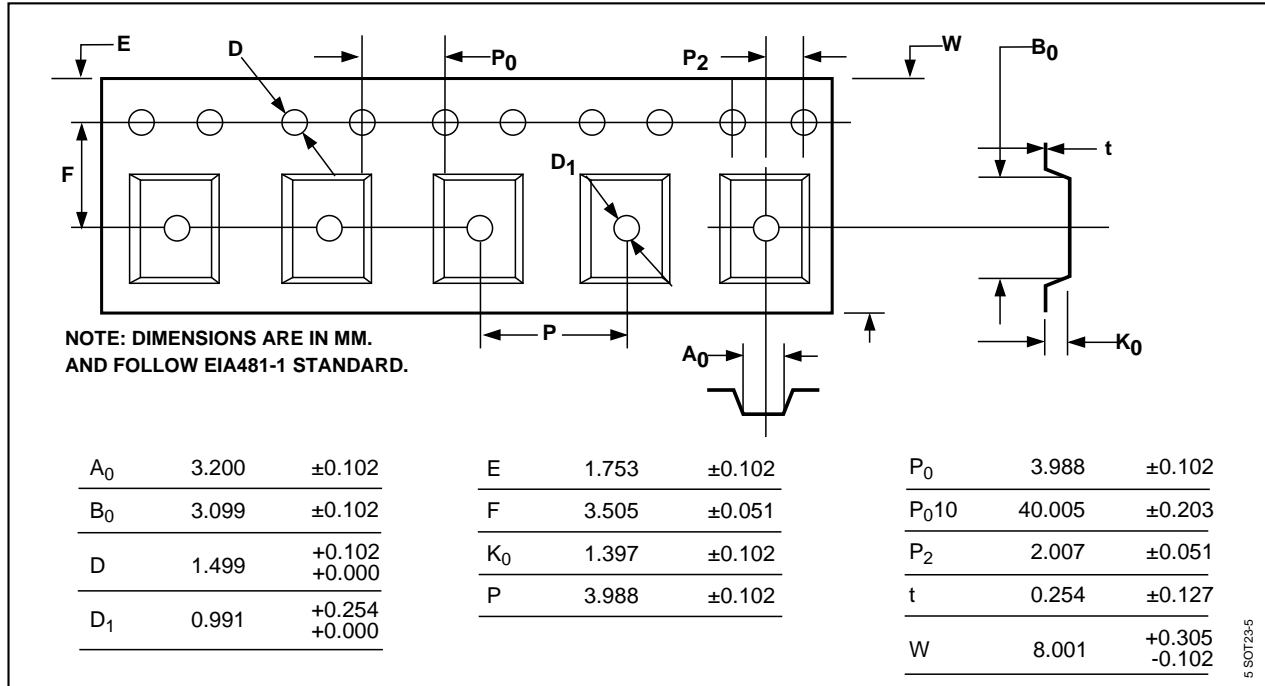 E
D
P0
P2
W
B0
t
F
D1
NOTE: DIMENSIONS ARE IN MM.
AND FOLLOW EIA481-1 STANDARD.
P
A0
K0
A0 3.200 ±0.102
B0 3.099 ±0.102
D 1.499 +0.102 +0.000
D1 0.991 +0.254 +0.000
E 1.753 ±0.102
F 3.505 ±0.051
K0 1.397 ±0.102
P 3.988 ±0.102
P0 3.988 ±0.102
P010 40.005 ±0.203
P2 2.007 ±0.051
t 0.254 ±0.127
W 8.001 +0.305 -0.102
5 SOT23-5